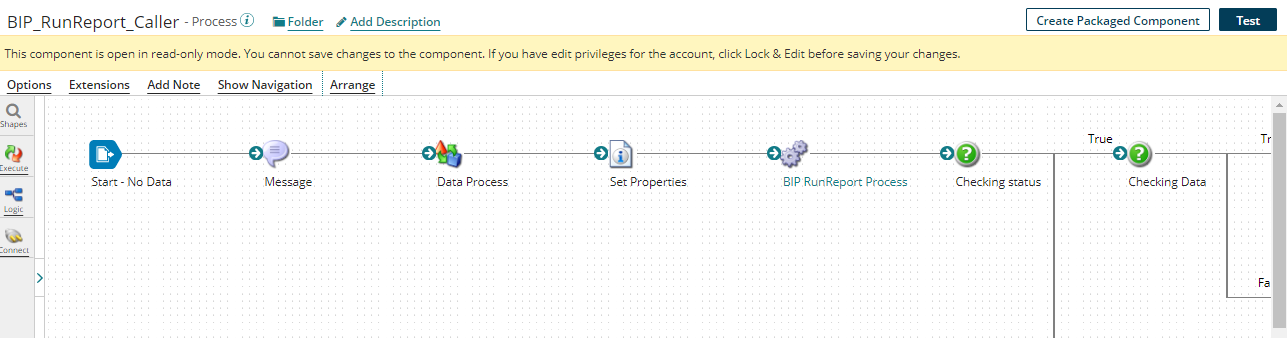 BIP_RunReport_Caller - Process Folder Add Description Create Packaged Component Test
This component is open in read-only mode. You cannot save changes to the component. If you have edit privileges for the account, click Lock & Edit before saving your changes.
Options Extensions Add Note Show Navigation Arrange
Shapes
Execute
Logic
Connect
True Tr
Start - No Data Message Data Process Set Properties BIP RunReport Process Checking status Checking Data
Fa